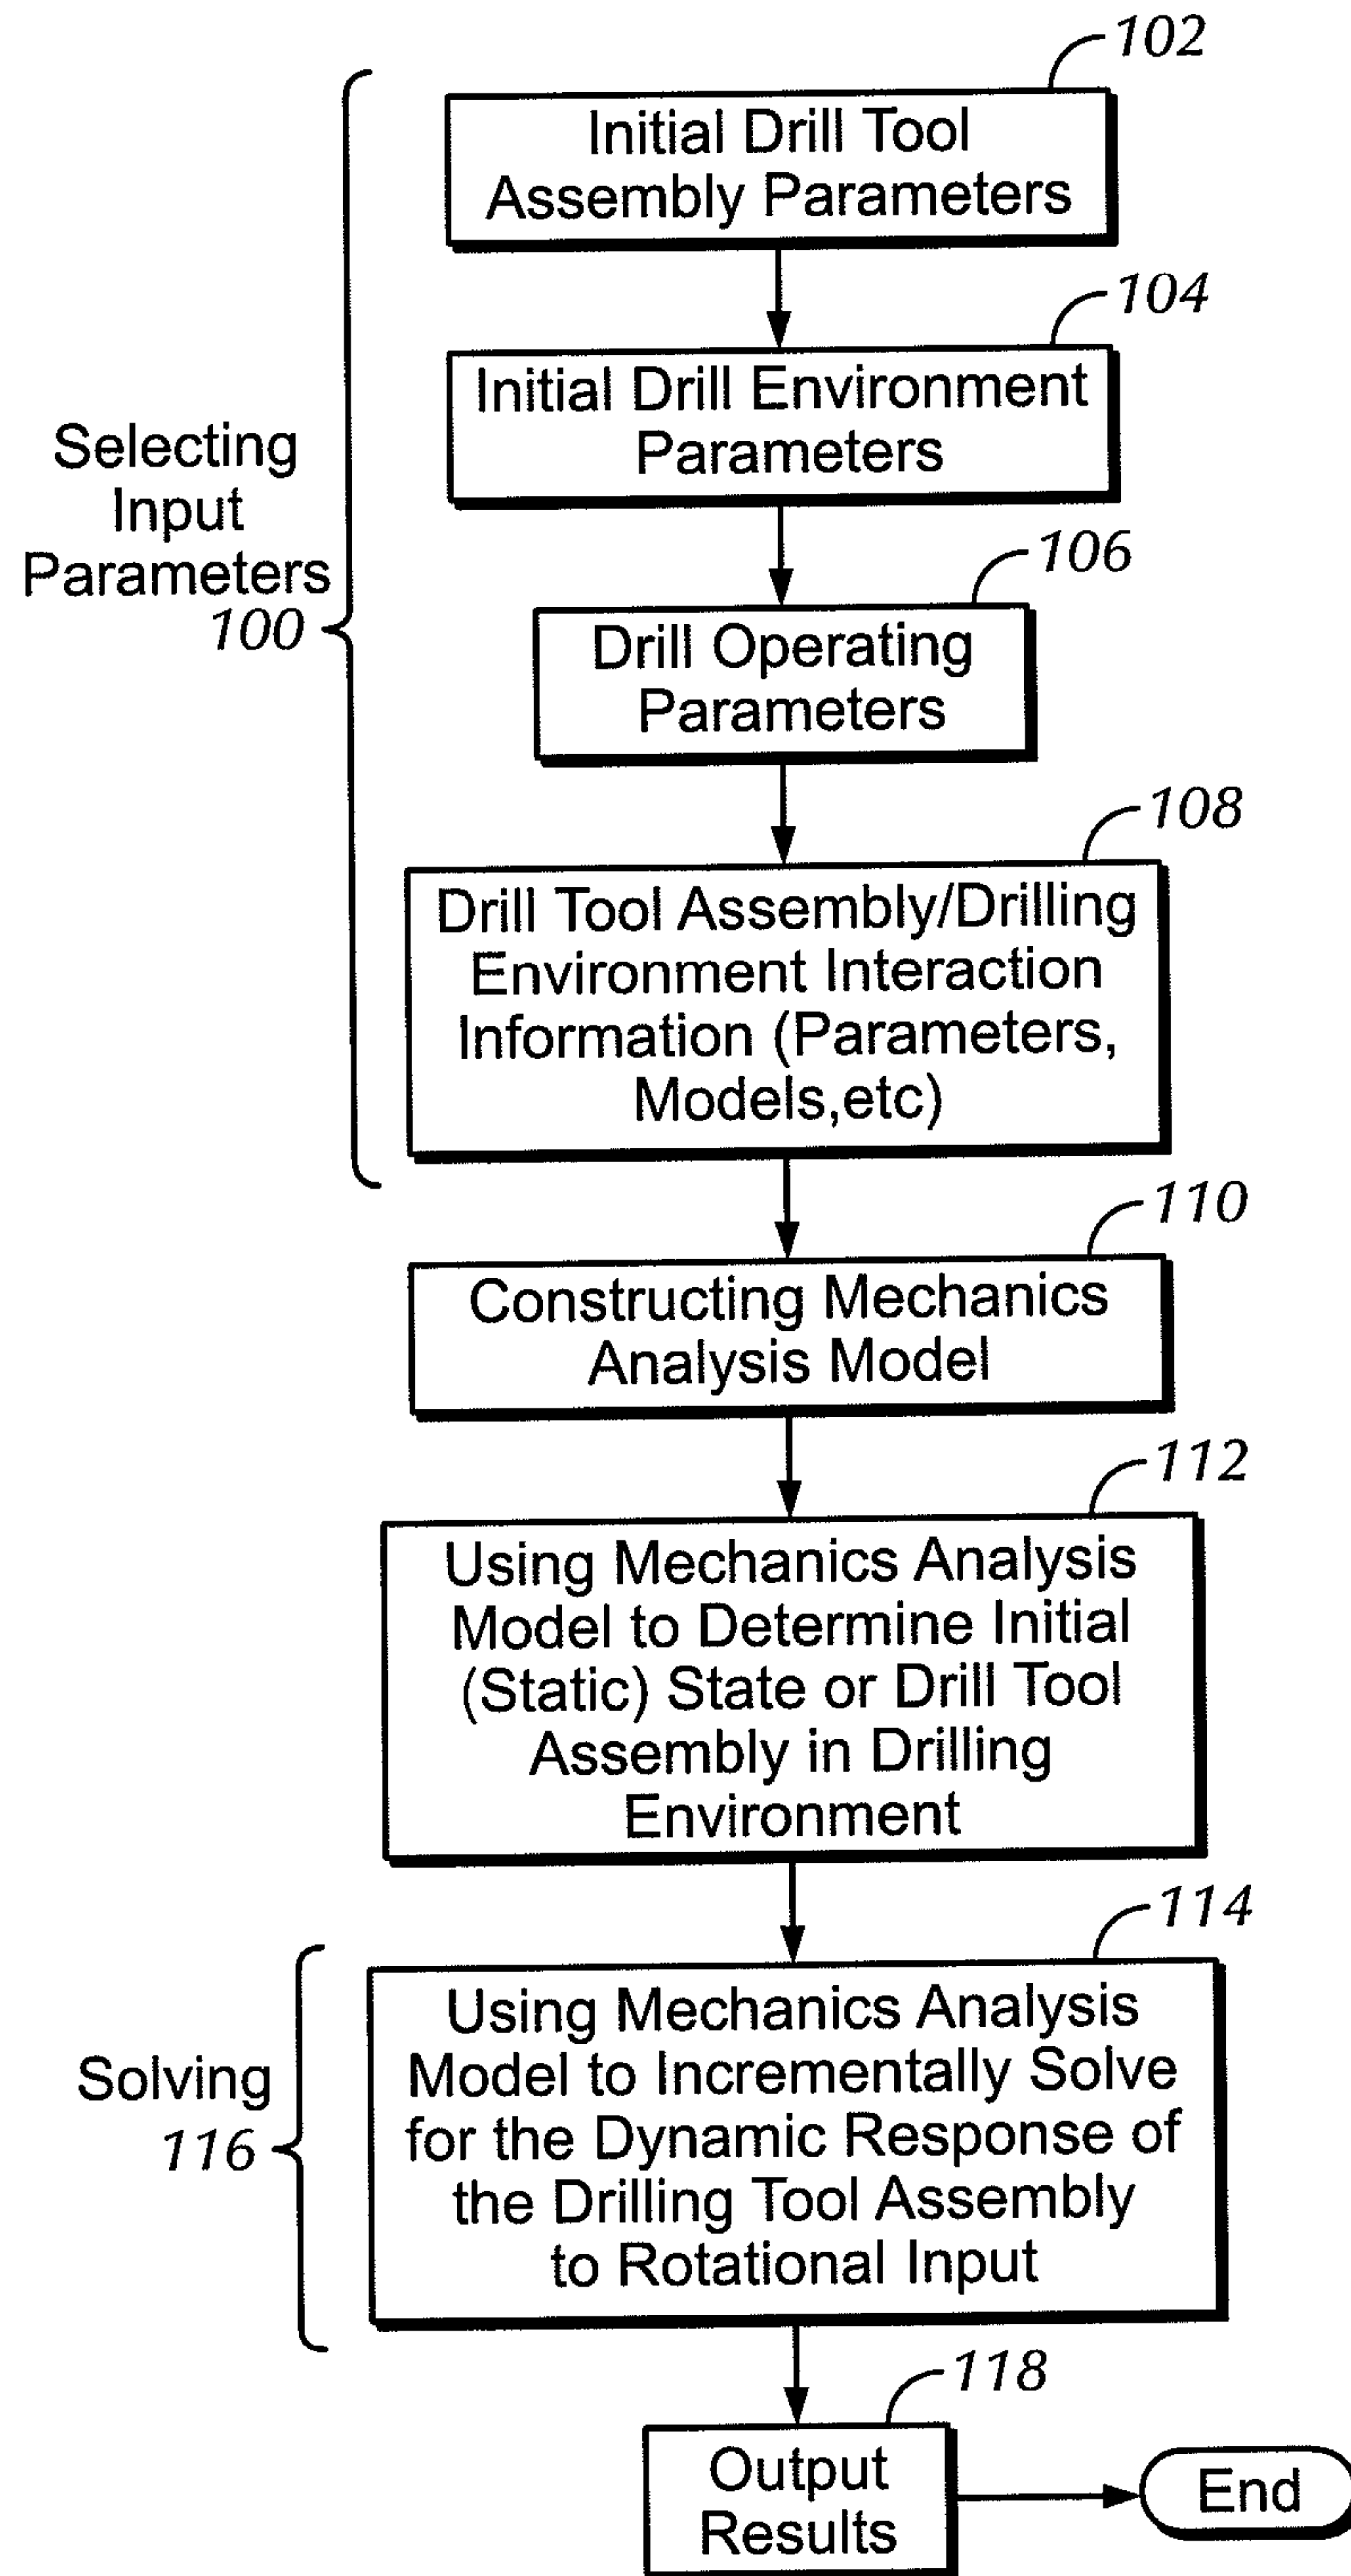 102
Initial Drill Tool
Assembly Parameters
104
Initial Drill Environment
Parameters
Selecting
Input
Parameters
100
106
Drill Operating
Parameters
108
Drill Tool Assembly/Drilling
Environment Interaction
Information (Parameters,
Models,etc)
110
Constructing Mechanics
Analysis Model
112
Using Mechanics Analysis
Model to Determine Initial
(Static) State or Drill Tool
Assembly in Drilling
Environment
114
Using Mechanics Analysis
Model to Incrementally Solve
for the Dynamic Response of
the Drilling Tool Assembly
to Rotational Input
Solving
116
118
Output
Results
End